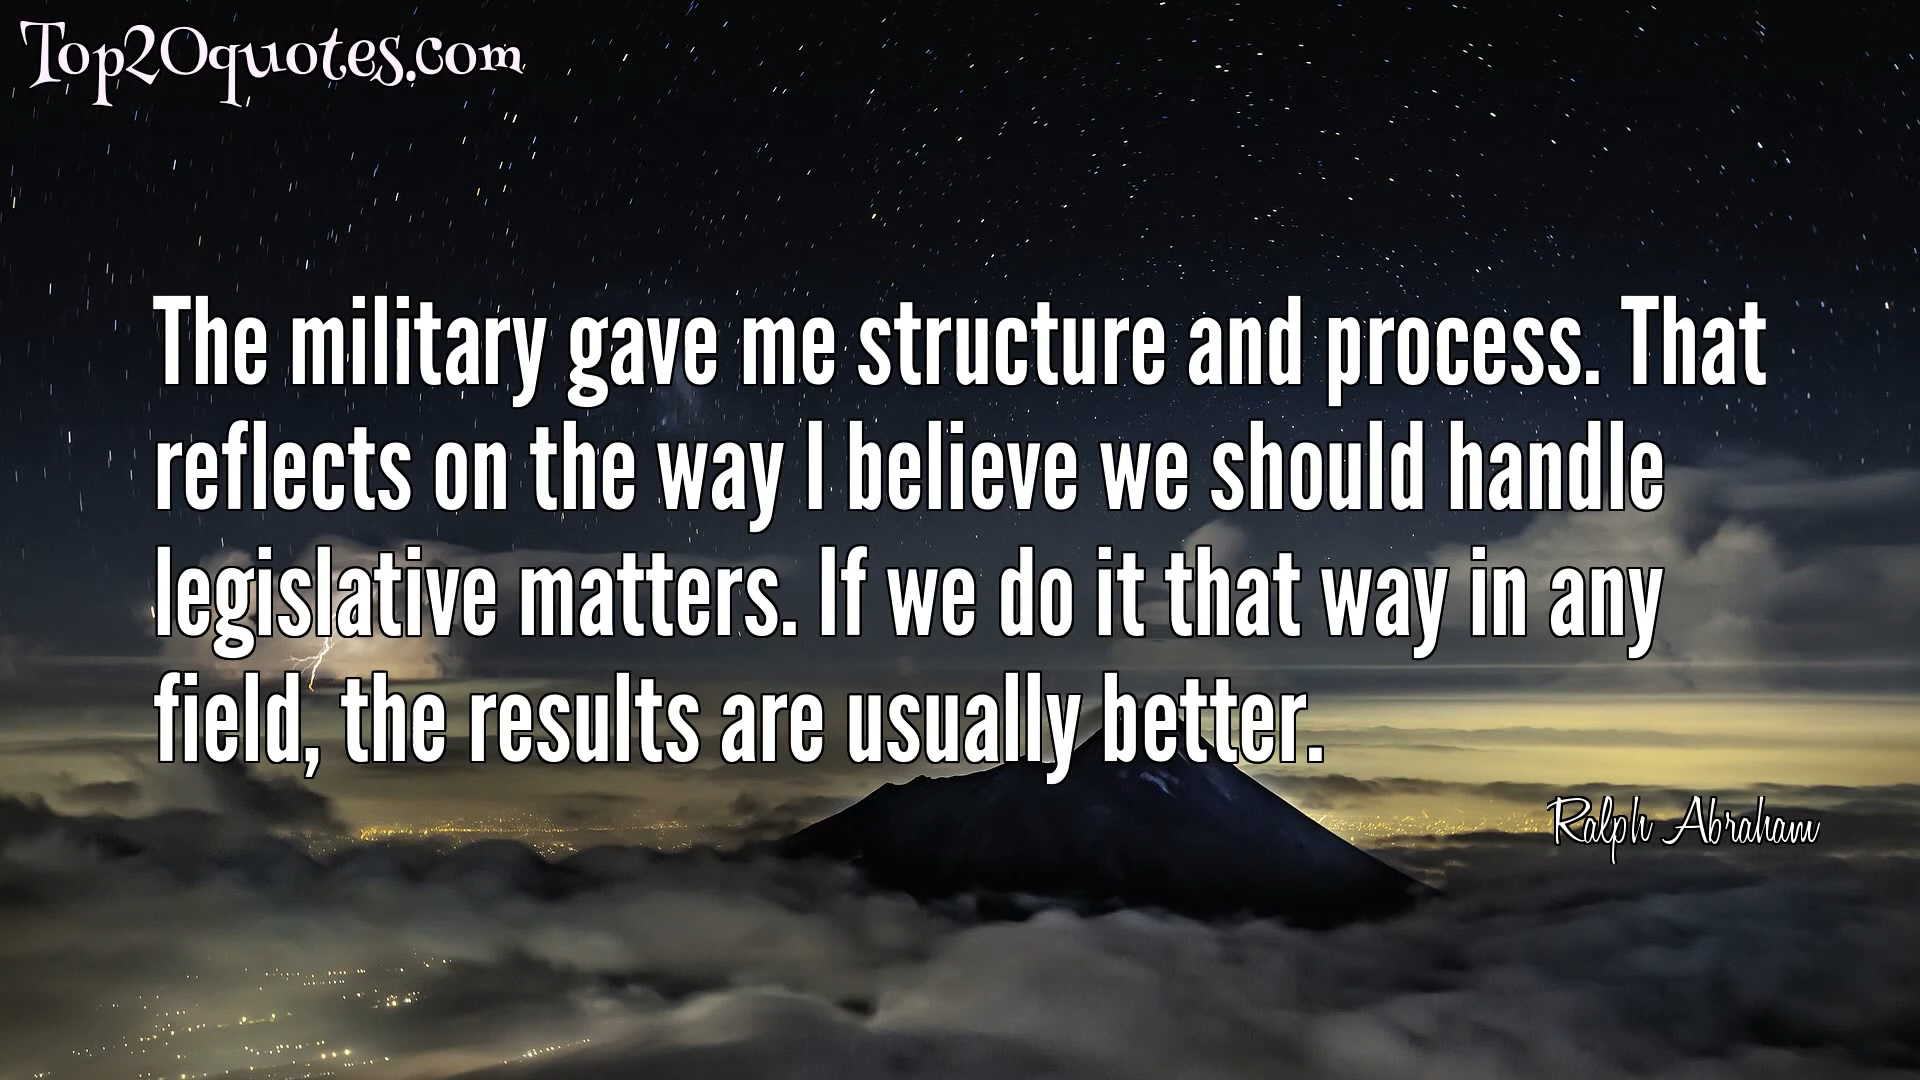 Top20quotes.com
The military gave me structure and process. That
reflects on the way I believe we should handle
legislative matters. If we do it that way in any
field, the results are usually better.
Ralph Abraham